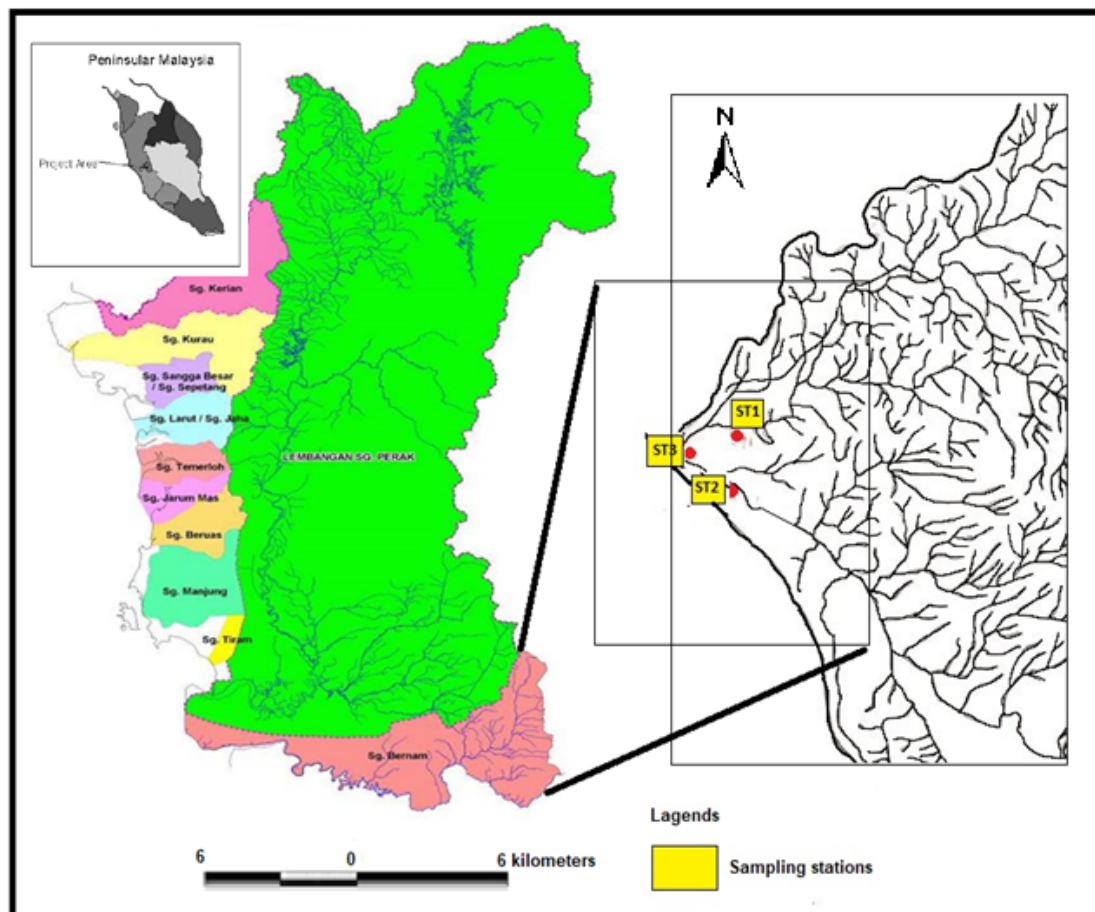 Peninsular Malaysia
Project Area
Sg. Kerian
Sg. Kurau
Sg. Sangga Besar
/ Sg. Sepetang
Sg. Larut / Sg. Jaha
Sg. Temerloh
Sg. Jarum Mas
Sg. Beruas
Sg. Manjung
Sg. Tiram
LEMBANGAN SG. PERAK
Sg. Bernam
N
ST1
ST3
ST2
6 0 6 kilometers
Lagends
Sampling stations